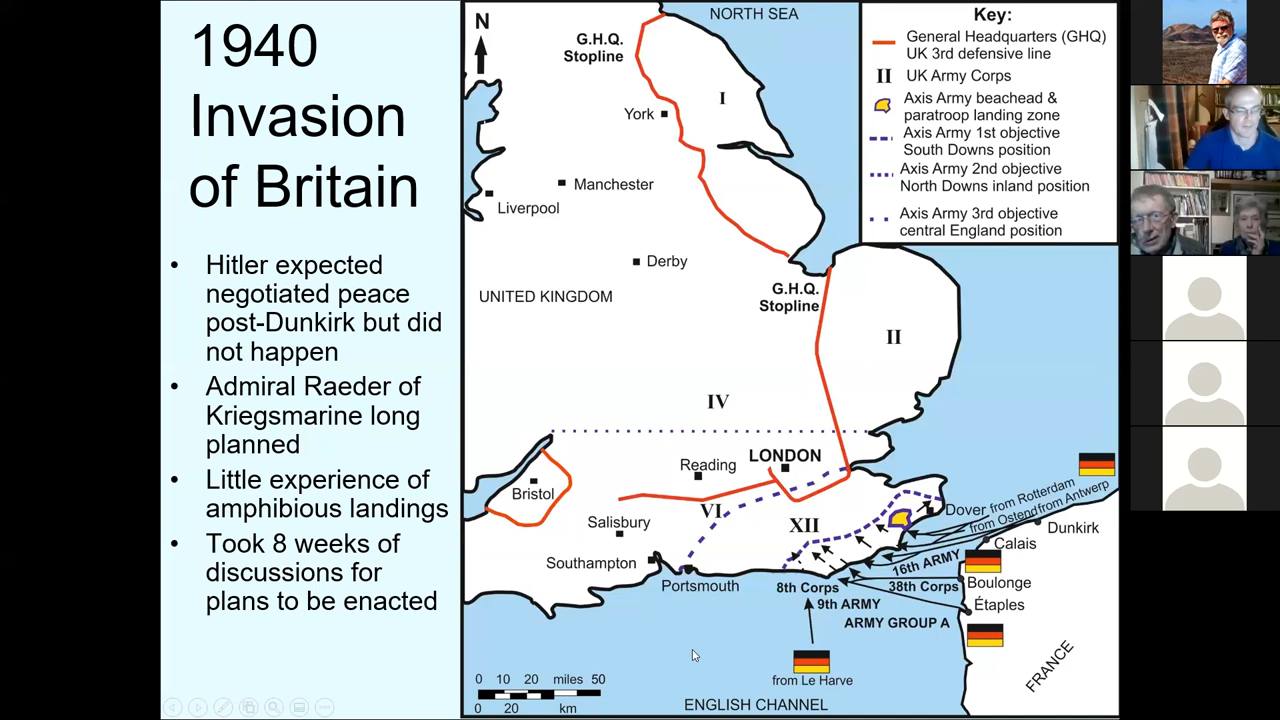 1940
Invasion
of Britain
• Hitler expected
negotiated peace
post-Dunkirk but did
not happen
• Admiral Raeder of
Kriegsmarine long
planned
• Little experience of
amphibious landings
• Took 8 weeks of
discussions for
plans to be enacted
N
NORTH SEA
G.H.Q.
Stopline
I
York
Manchester
Liverpool
Derby
UNITED KINGDOM
G.H.Q.
Stopline
II
IV
LONDON
Reading
Bristol
VI
XII
Salisbury
Southampton
Portsmouth
Dover
from Rotterdam
from Ostend
from Antwerp
Dunkirk
Calais
16th ARMY
Boulonge
8th Corps
38th Corps
Étaples
9th ARMY
ARMY GROUP A
FRANCE
from Le Harve
0 10 20 miles 50
0 20 km
ENGLISH CHANNEL
Key:
General Headquarters (GHQ)
UK 3rd defensive line
II UK Army Corps
Axis Army beachead &
paratroop landing zone
Axis Army 1st objective
South Downs position
Axis Army 2nd objective
North Downs inland position
Axis Army 3rd objective
central England position